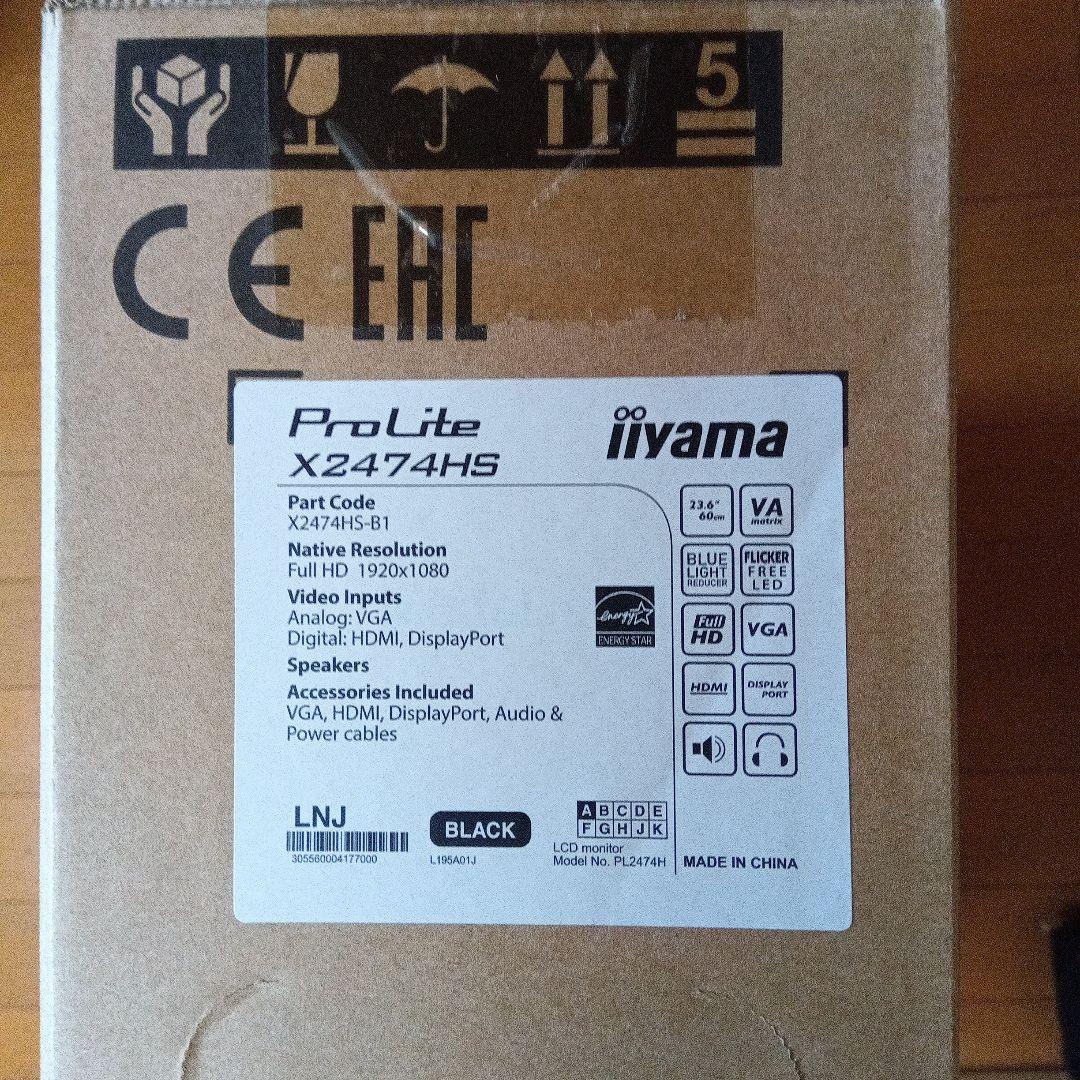 5
CE EAC
ProLite
X2474HS
iiyama
Part Code
X2474HS-B1
Native Resolution
Full HD 1920x1080
Video Inputs
Analog: VGA
Digital: HDMI, DisplayPort
Speakers
Accessories Included
VGA, HDMI, DisplayPort, Audio &
Power cables
energy
ENERGY STAR
23.6"
60cm
VA
matrix
BLUE
LIGHT
REDUCER
FLICKER
FREE
LED
Full
HD
VGA
HDMI
DISPLAY
PORT
LNJ
305560004177000
BLACK
L195A01J
A B C D E
F G H J K
LCD monitor
Model No. PL2474H
MADE IN CHINA